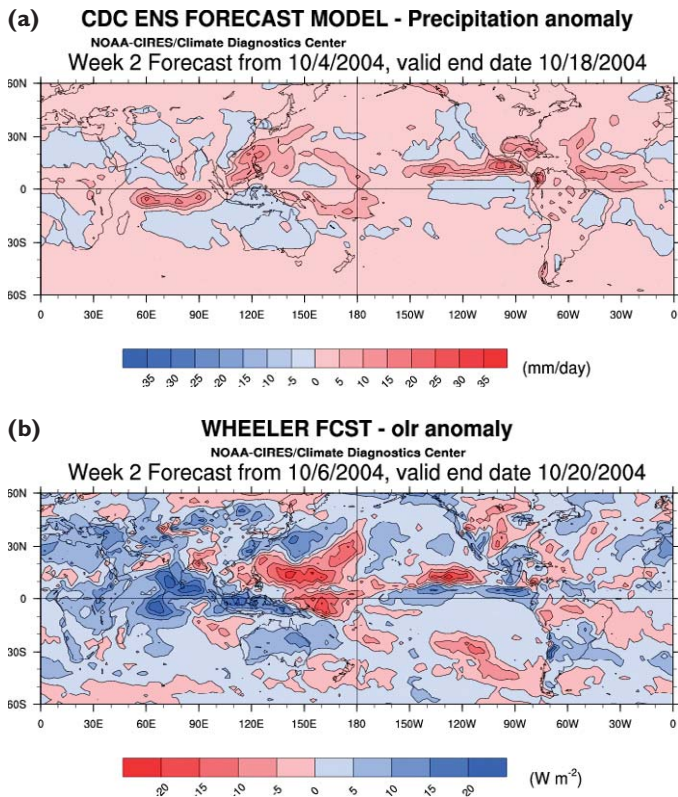 (a)
CDC ENS FORECAST MODEL - Precipitation anomaly
NOAA-CIRES/Climate Diagnostics Center
Week 2 Forecast from 10/4/2004, valid end date 10/18/2004
60N
30N
0
30S
60S
0 30E 60E 90E 120E 150E 180 150W 120W 90W 60W 30W 0
-35 -30 -25 -20 -15 -10 -5 0 5 10 15 20 25 30 35
(mm/day)
(b)
WHEELER FCST - olr anomaly
NOAA-CIRES/Climate Diagnostics Center
Week 2 Forecast from 10/6/2004, valid end date 10/20/2004
60N
30N
0
30S
60S
0 30E 60E 90E 120E 150E 180 150W 120W 90W 60W 30W 0
-20 -15 -10 -5 0 5 10 15 20
(W m-2)